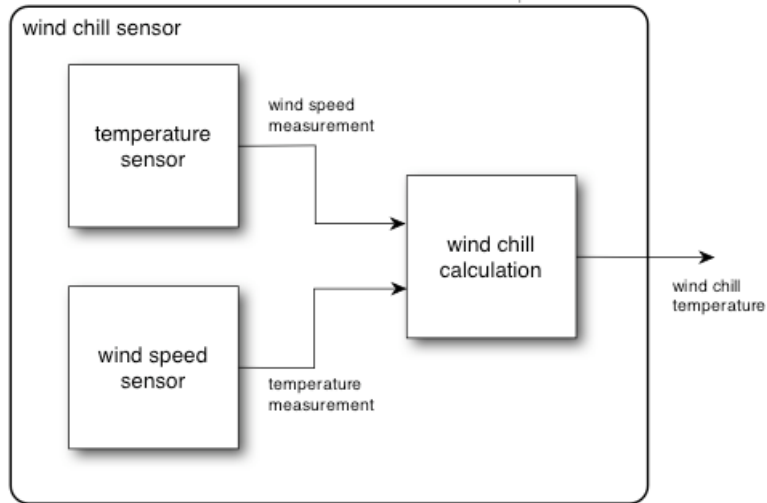 wind chill sensor
temperature
sensor
wind speed
measurement
wind chill
calculation
wind chill
temperature
wind speed
sensor
temperature
measurement